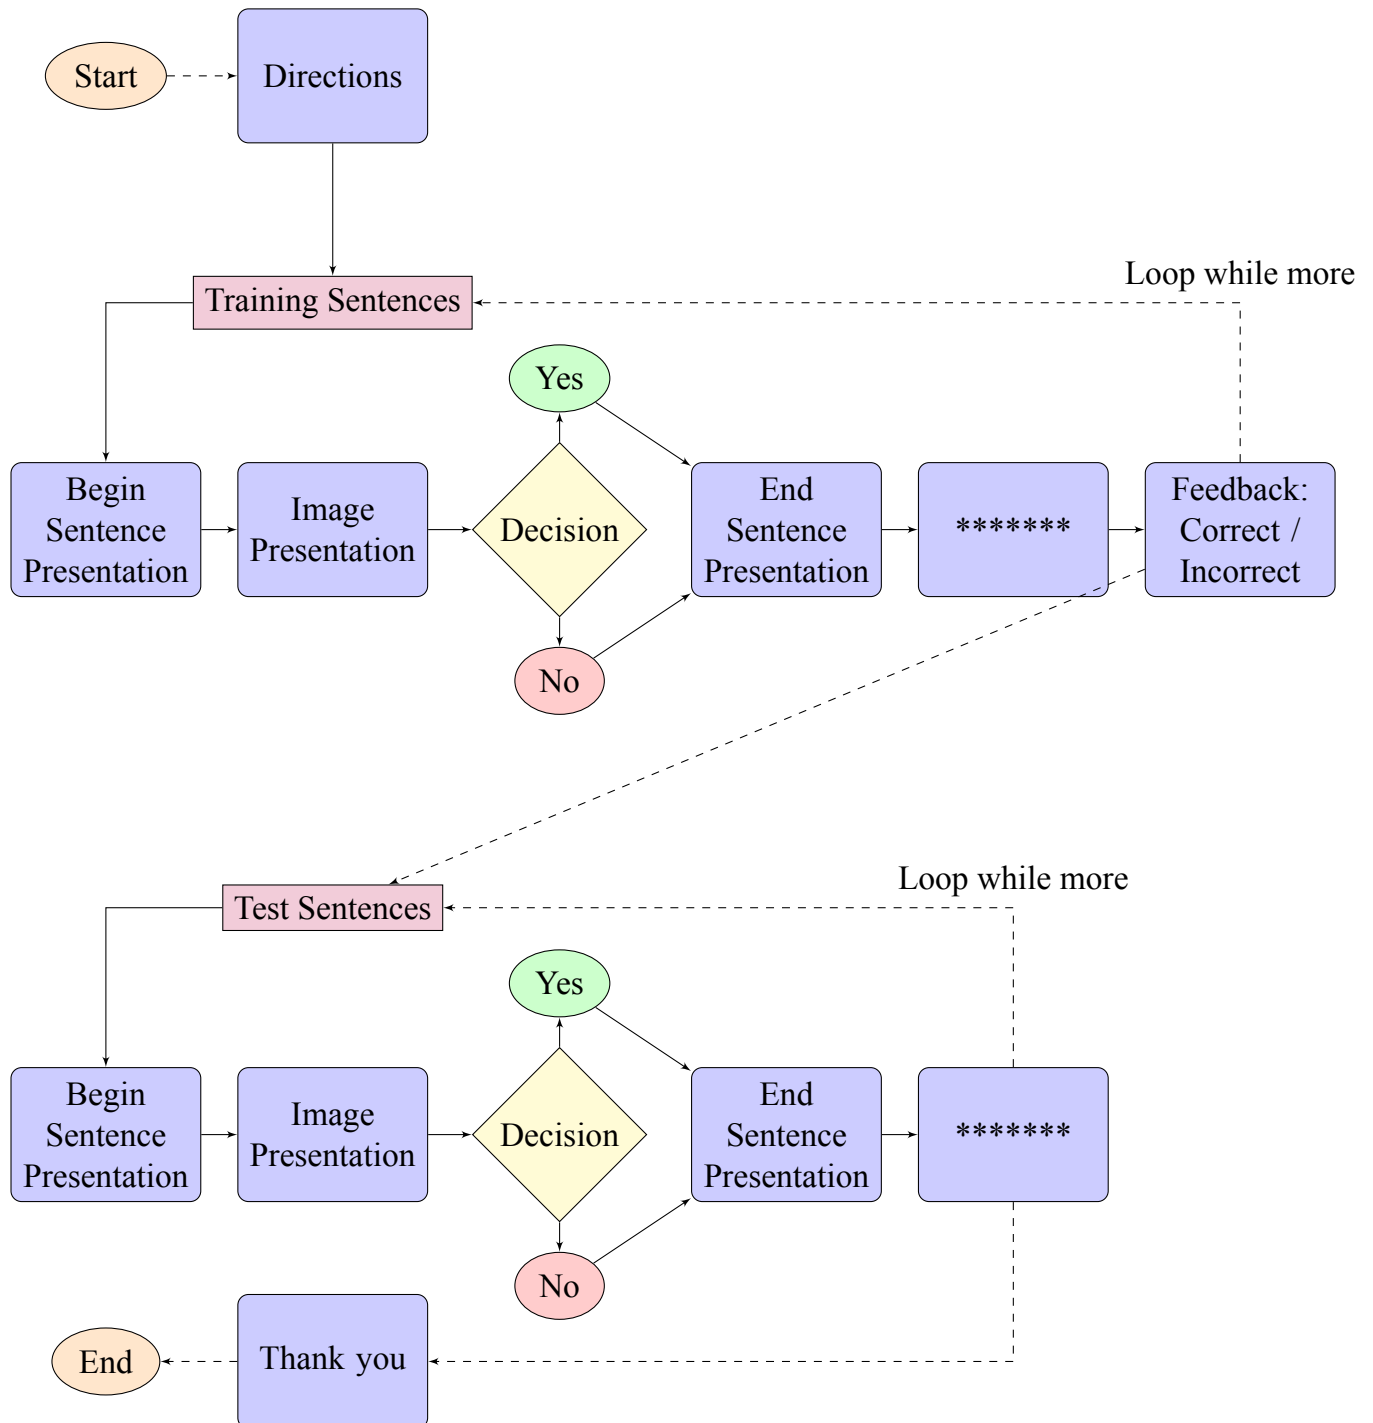 Start
Directions
Loop while more
Training Sentences
Yes
Begin
Sentence
Presentation
Image
Presentation
Decision
End
Sentence
Presentation
*******
Feedback:
Correct /
Incorrect
No
Loop while more
Test Sentences
Yes
Begin
Sentence
Presentation
Image
Presentation
Decision
End
Sentence
Presentation
*******
No
End
Thank you